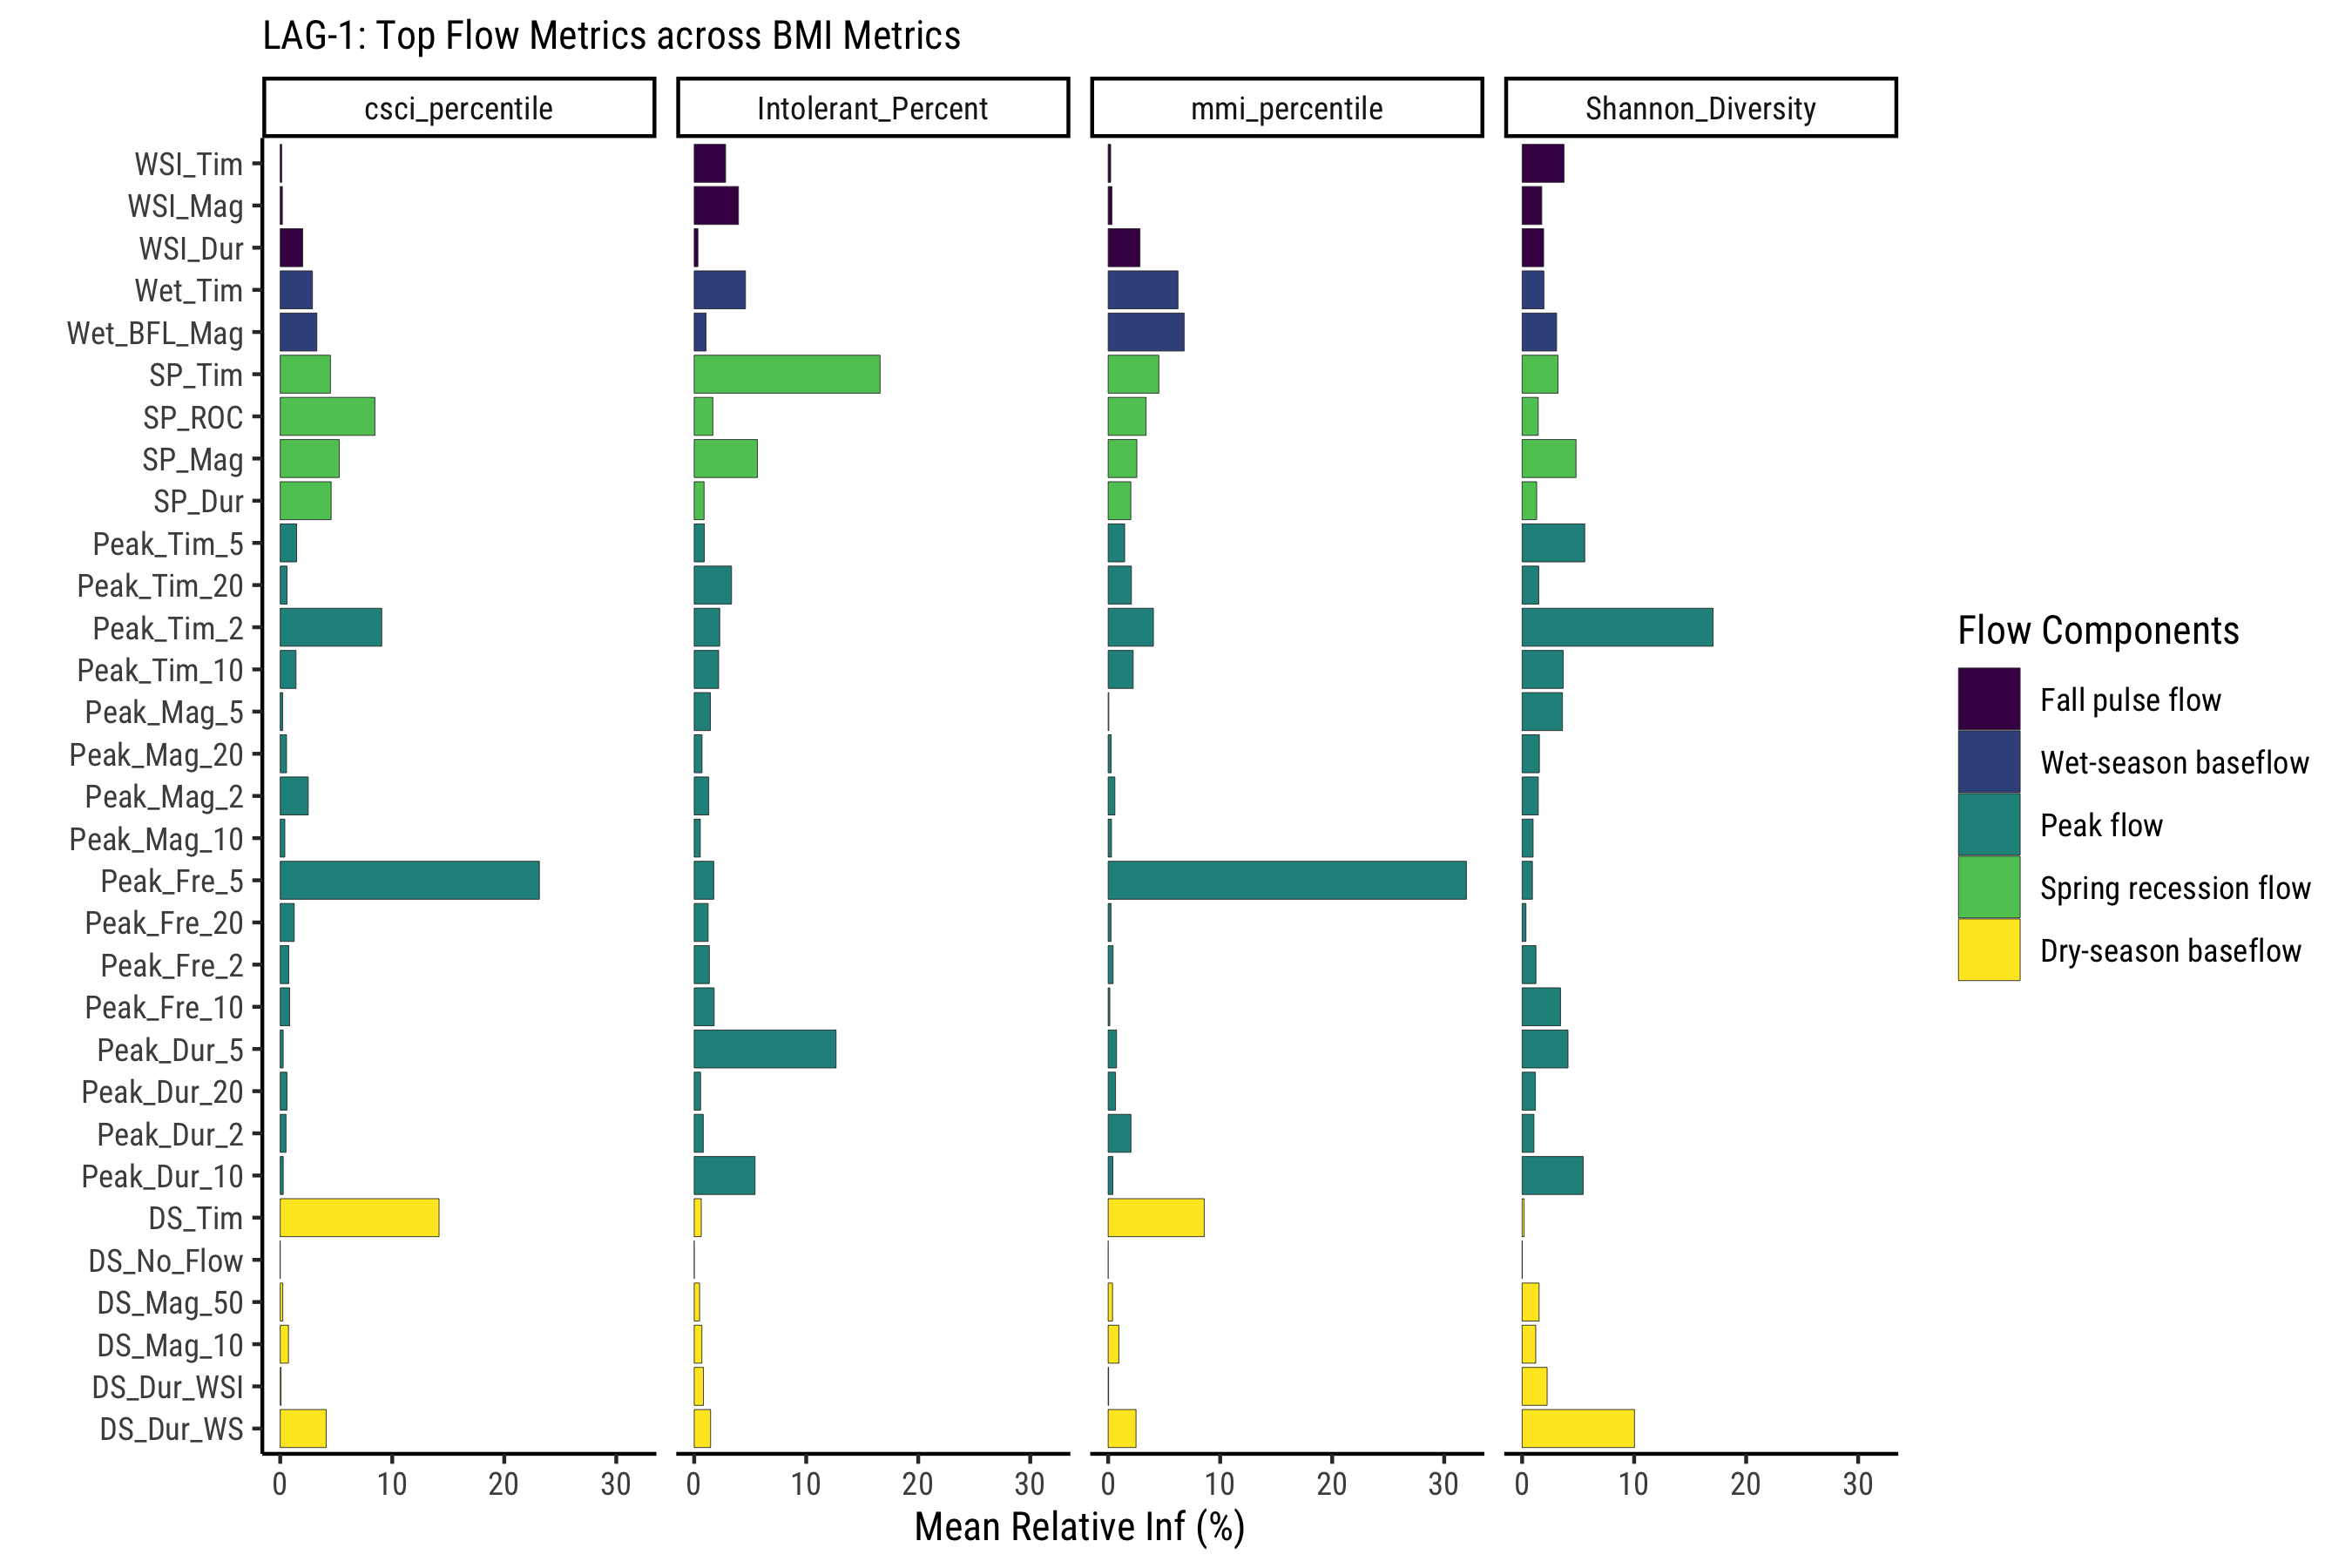 LAG-1: Top Flow Metrics across BMI Metrics
csci_percentile
Intolerant_Percent
mmi_percentile
Shannon_Diversity
WSI_Tim
WSI_Mag
WSI_Dur
Wet_Tim
Wet_BFL_Mag
SP_Tim
SP_ROC
SP_Mag
SP_Dur
Peak_Tim_5
Peak_Tim_20
Peak_Tim_2
Peak_Tim_10
Peak_Mag_5
Peak_Mag_20
Peak_Mag_2
Peak_Mag_10
Peak_Fre_5
Peak_Fre_20
Peak_Fre_2
Peak_Fre_10
Peak_Dur_5
Peak_Dur_20
Peak_Dur_2
Peak_Dur_10
DS_Tim
DS_No_Flow
DS_Mag_50
DS_Mag_10
DS_Dur_WSI
DS_Dur_WS
0 10 20 30
0 10 20 30
0 10 20 30
0 10 20 30
Mean Relative Inf (%)
Flow Components
Fall pulse flow
Wet-season baseflow
Peak flow
Spring recession flow
Dry-season baseflow